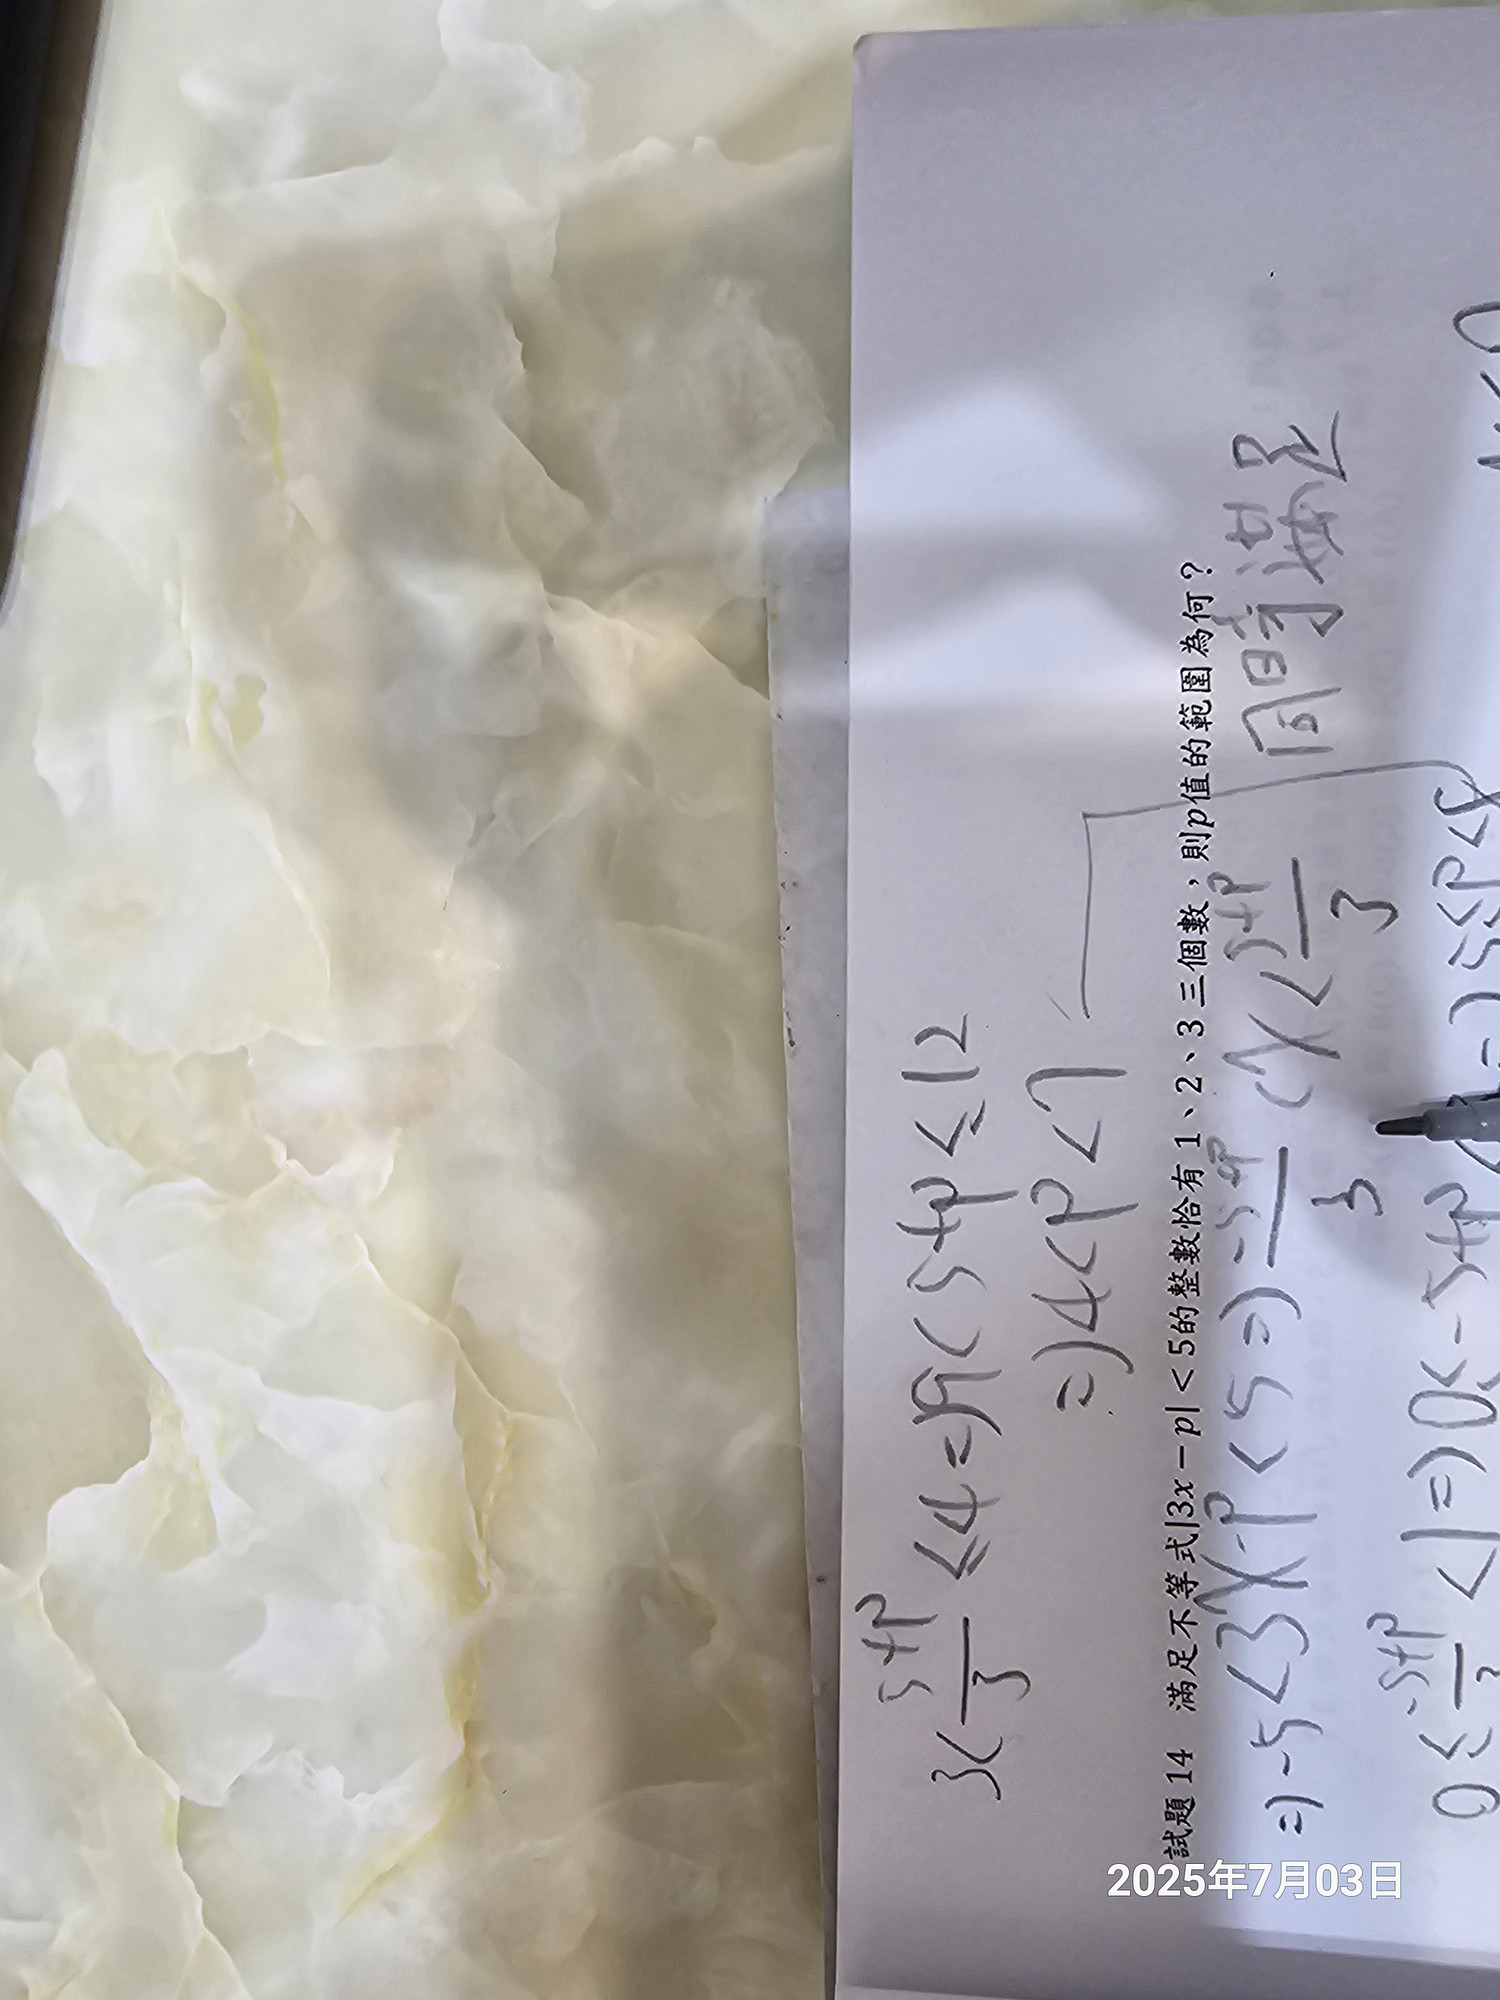 3<(5+p)/3≤4=)9<5+p≤12
=)4<p<7
試題14 滿足不等式|3x-p|<5的整數恰有1、2、3三個數，則p值的範圍為何？
=)-5<3x-p<5=)(-5+p)/3<x<(5+p)/3 同時滿足
0≤(-5+p)/3<1=)0≤-5+p =)5≤p<8
2025年7月03日